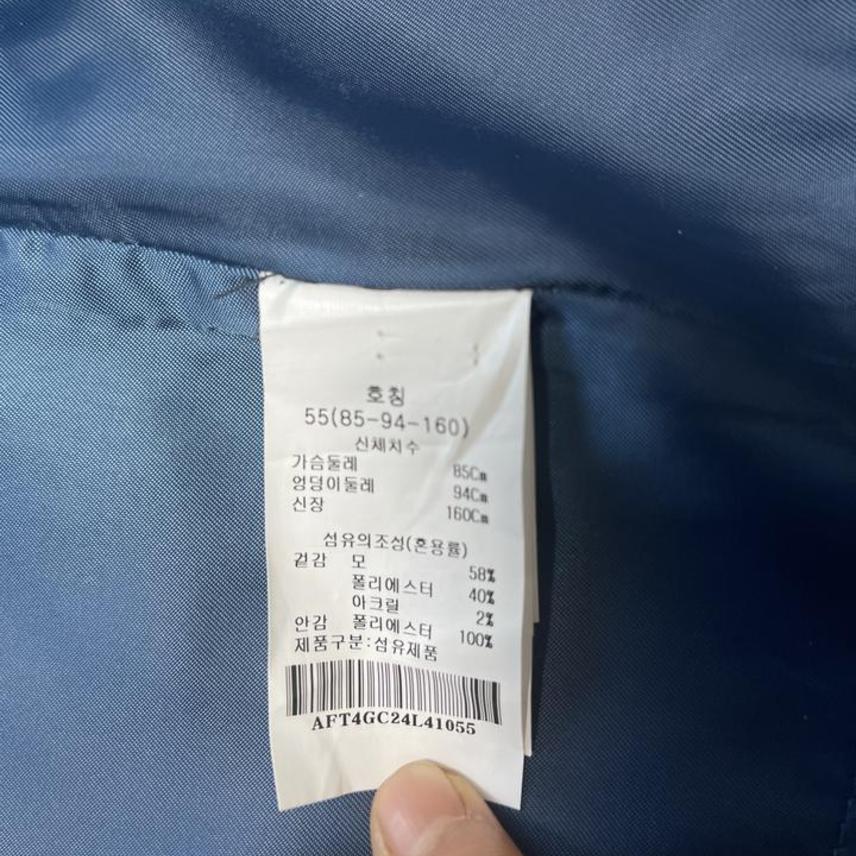 호칭
55(85-94-160)
신체치수
가슴둘레 85Cm
엉덩이둘레 94Cm
신장 160Cm
섬유의조성(혼용률)
겉감 모 58%
폴리에스터 40%
아크릴 2%
안감 폴리에스터 100%
제품구분:섬유제품
AFT4GC24L41055